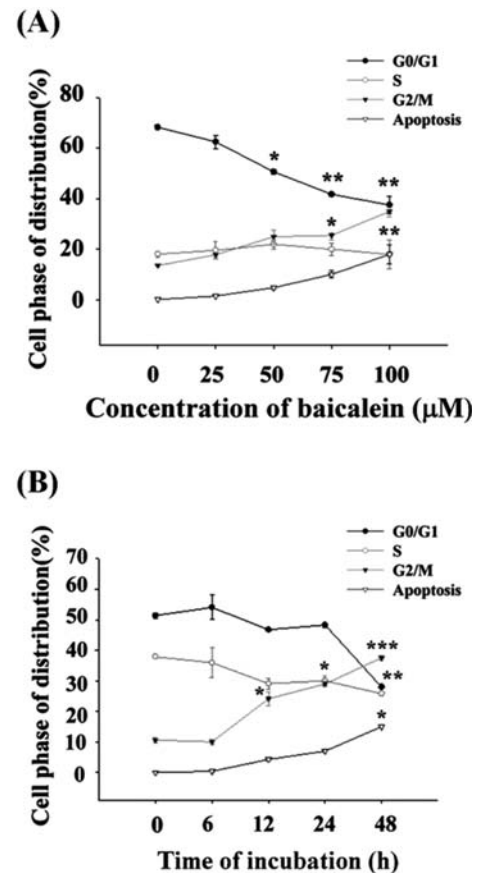 (A)
G0/G1
S
G2/M
Apoptosis
Cell phase of distribution(%)
80
60
40
20
0
*
**
**
*
**
0 25 50 75 100
Concentration of baicalein (μM)
(B)
G0/G1
S
G2/M
Apoptosis
Cell phase of distribution(%)
70
60
50
40
30
20
10
0
*
*
***
**
*
0 6 12 24 48
Time of incubation (h)